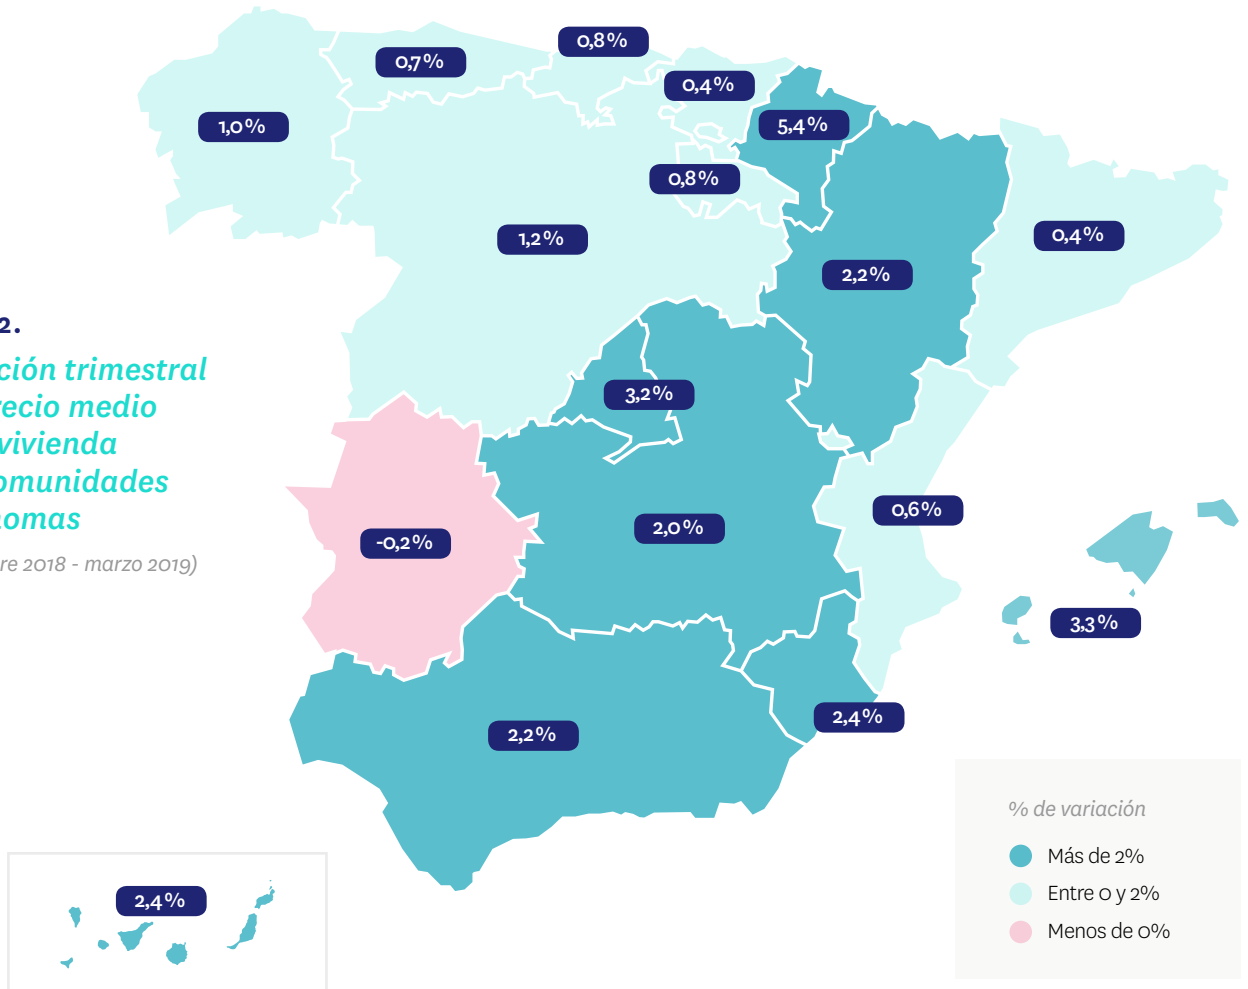 0,8%
0,7%
0,4%
1,0%
5,4%
0,8%
1,2%
0,4%
2,2%
2.
ción trimestral
recio medio
vivienda
omunidades
nomas
re 2018 - marzo 2019)
3,2%
0,6%
2,0%
-0,2%
3,3%
2,4%
2,2%
2,4%
% de variación
Más de 2%
Entre 0 y 2%
Menos de 0%